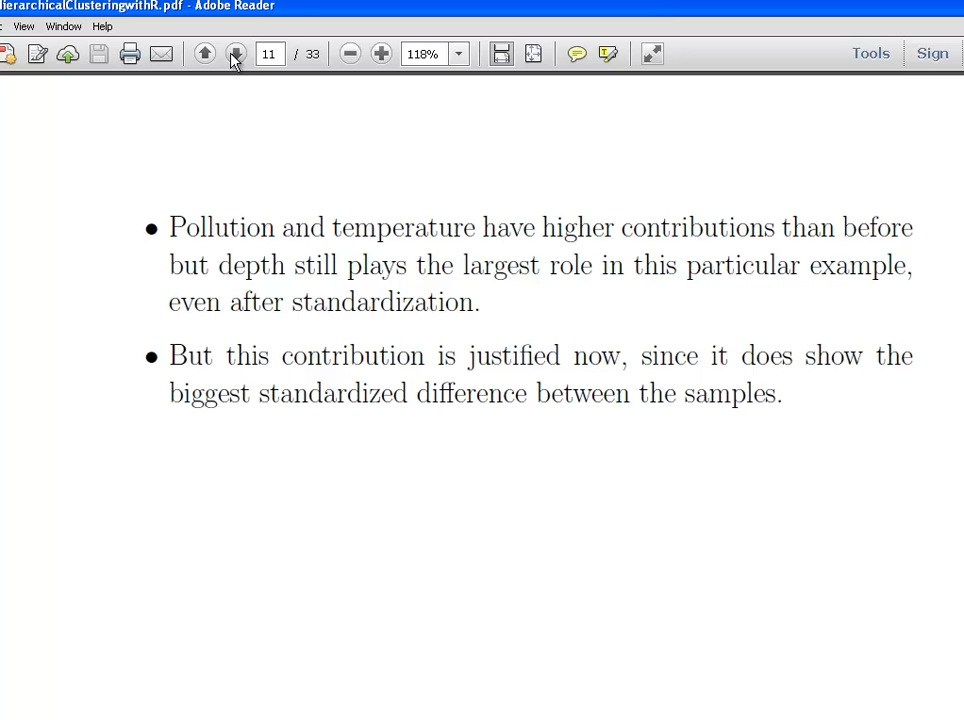 HierarchicalClusteringwithR.pdf - Adobe Reader
View Window Help
11 / 33 118% Tools Sign
• Pollution and temperature have higher contributions than before
but depth still plays the largest role in this particular example,
even after standardization.
• But this contribution is justified now, since it does show the
biggest standardized difference between the samples.